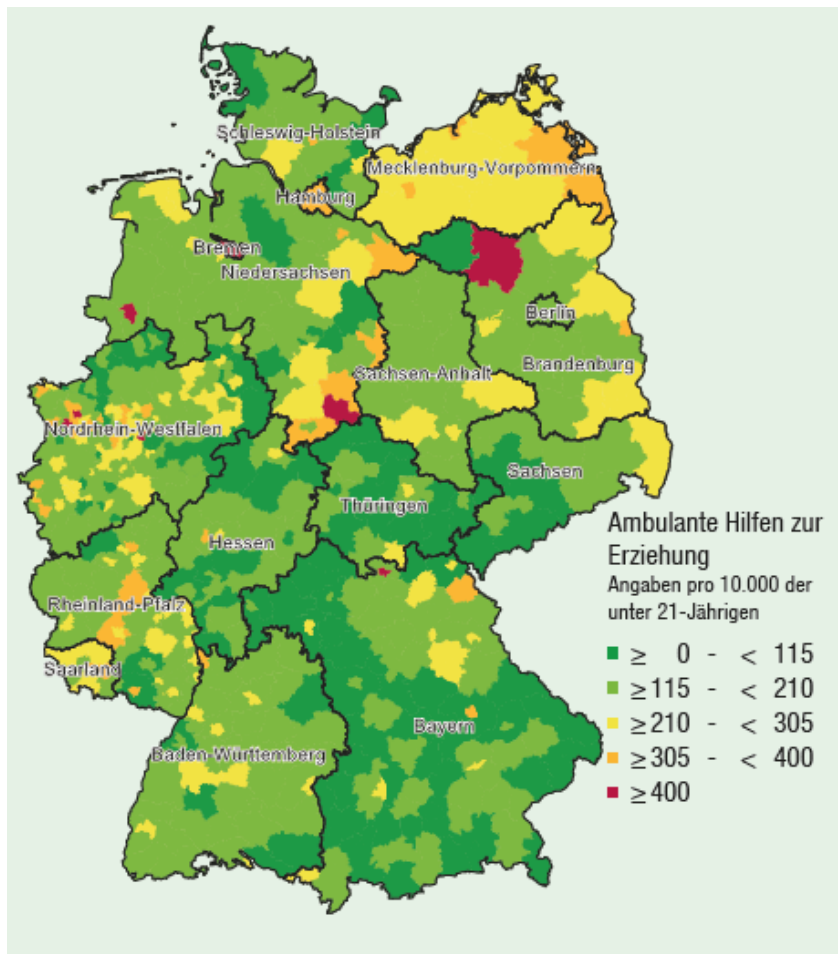 Schleswig-Holstein
Mecklenburg-Vorpommern
Hamburg
Bremen
Niedersachsen
Berlin
Sachsen-Anhalt
Brandenburg
Nordrhein-Westfalen
Sachsen
Thüringen
Hessen
Rheinland-Pfalz
Saarland
Bayern
Baden-Württemberg
Ambulante Hilfen zur
Erziehung
Angaben pro 10.000 der
unter 21-Jährigen
≥ 0 - < 115
≥115 - < 210
≥210 - < 305
≥305 - < 400
≥400